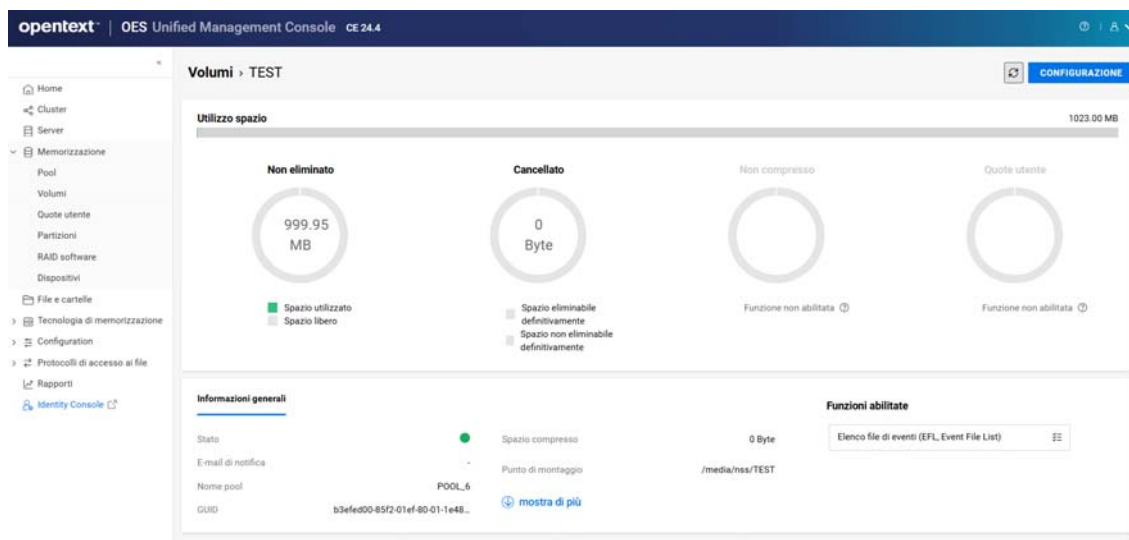 opentext™ | OES Unified Management Console CE 24.4
Volumi › TEST
CONFIGURAZIONE
Home
Cluster
Server
Memorizzazione
Pool
Volumi
Quote utente
Partizioni
RAID software
Dispositivi
File e cartelle
Tecnologia di memorizzazione
Configuration
Protocolli di accesso ai file
Rapporti
Identity Console
Utilizzo spazio
1023.00 MB
Non eliminato
999.95
MB
Spazio utilizzato
Spazio libero
Cancellato
0
Byte
Spazio eliminabile
definitivamente
Spazio non eliminabile
definitivamente
Non compresso
Funzione non abilitata
Quote utente
Funzione non abilitata
Informazioni generali
Stato
E-mail di notifica -
Nome pool POOL_6
GUID b3efed00-85f2-01ef-80-01-1e48...
Spazio compresso 0 Byte
Punto di montaggio /media/nss/TEST
mostra di più
Funzioni abilitate
Elenco file di eventi (EFL, Event File List)